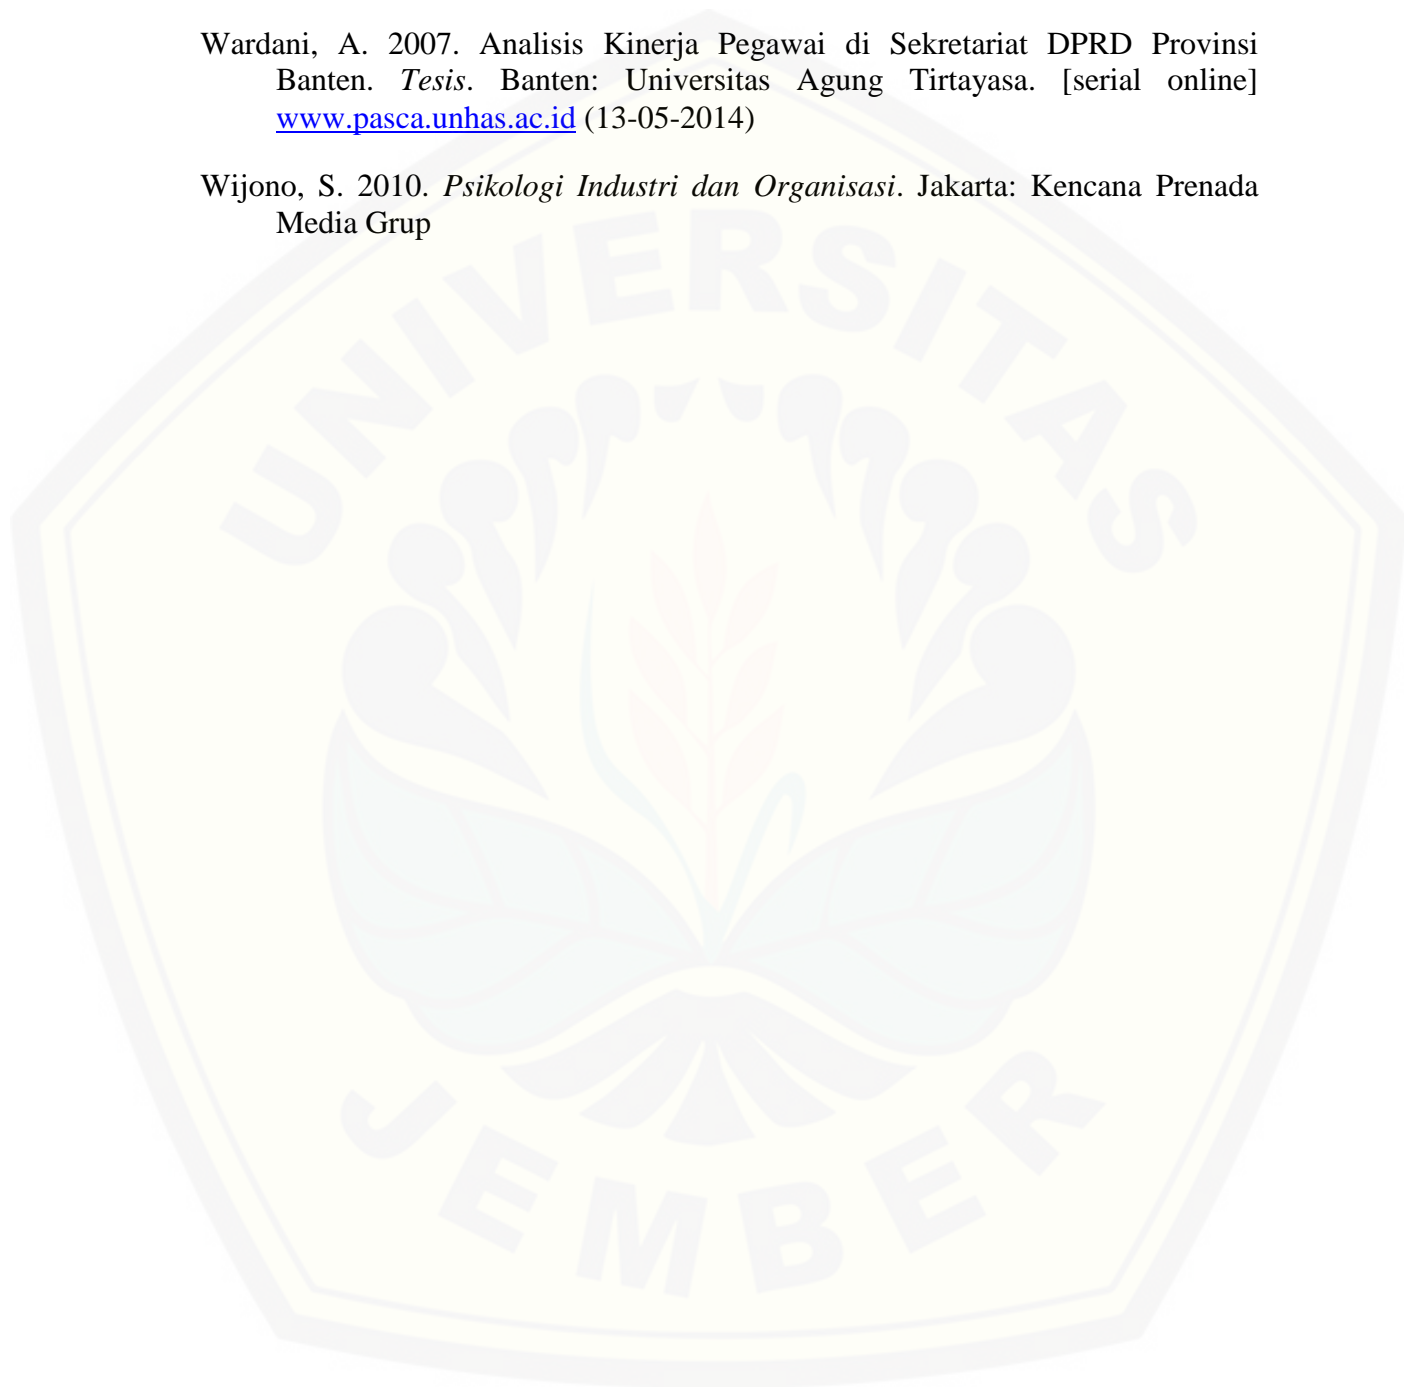 Wardani, A. 2007. Analisis Kinerja Pegawai di Sekretariat DPRD Provinsi
Banten. Tesis. Banten: Universitas Agung Tirtayasa. [serial online]
www.pasca.unhas.ac.id (13-05-2014)
Wijono, S. 2010. Psikologi Industri dan Organisasi. Jakarta: Kencana Prenada
Media Grup
UNIVERSITAS
JEMBER